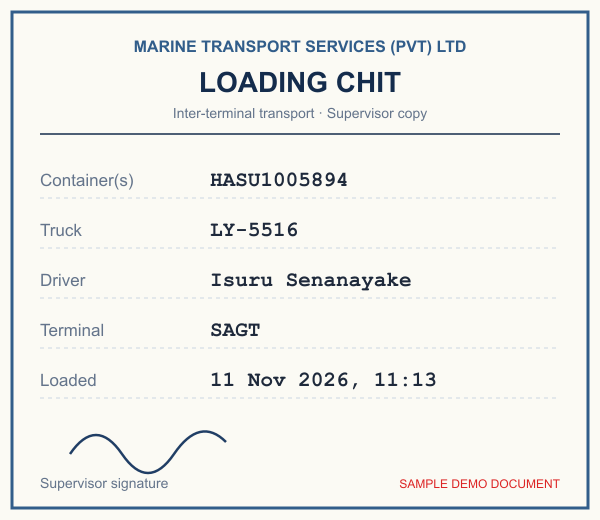 MARINE TRANSPORT SERVICES (PVT) LTD
LOADING CHIT
Inter-terminal transport · Supervisor copy
Container(s) HASU1005894
Truck LY-5516
Driver Isuru Senanayake
Terminal SAGT
Loaded 11 Nov 2026, 11:13
Supervisor signature SAMPLE DEMO DOCUMENT